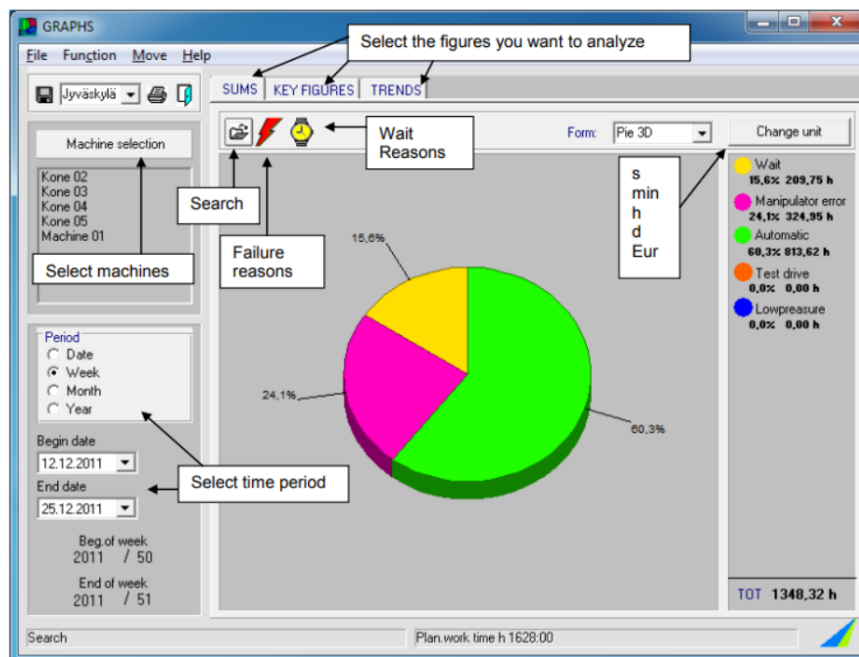 GRAPHS
File Function Move Help
Select the figures you want to analyze
Jyväskylä
SUMS KEY FIGURES TRENDS
Machine selection
Wait
Reasons
Form: Pie 3D
Change unit
Kone 02
Kone 03
Kone 04
Kone 05
Machine 01
Select machines
Search
Failure
reasons
s
min
h
d
Eur
Wait
15,6% 209,75 h
Manipulator error
24,1% 324,95 h
Automatic
60,3% 813,62 h
Test drive
0,0% 0,00 h
Lowpreasure
0,0% 0,00 h
15,6%
24,1%
60,3%
Period
Date
Week
Month
Year
Begin date
12.12.2011
End date
25.12.2011
Select time period
Beg.of week
2011 / 50
End of week
2011 / 51
TOT 1348,32 h
Search
Plan.work time h 1628:00